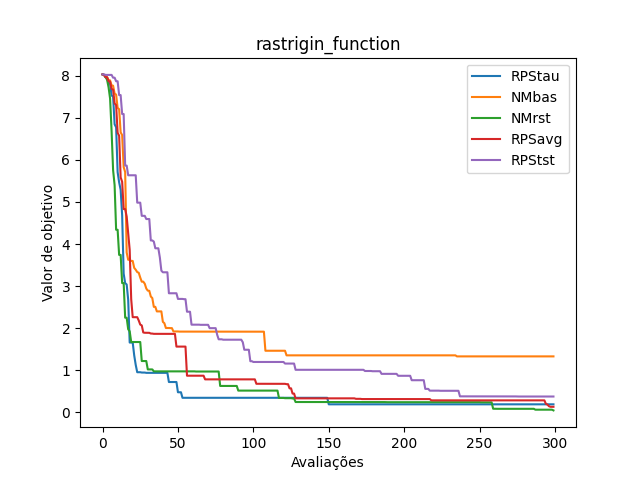 rastrigin_function
8
7
6
5
4
3
2
1
0
Valor de objetivo
RPStau
NMbas
NMrst
RPSavg
RPStst
0 50 100 150 200 250 300
Avaliações